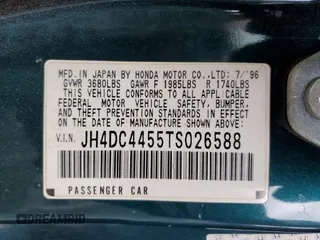 MFD. IN JAPAN BY HONDA MOTOR CO.,LTD: 7/'96
GVWR 3680LBS GAWR F 1985LBS R 1740LBS
THIS VEHICLE CONFORMS TO ALL APPLICABLE
FEDERAL MOTOR VEHICLE SAFETY, BUMPER,
AND THEFT PREVENTION STANDARDS IN EFFECT
ON THE DATE OF MANUFACTURE SHOWN ABOVE.
V.I.N. JH4DC4455TS026588
PASSENGER CAR
DREAMBID